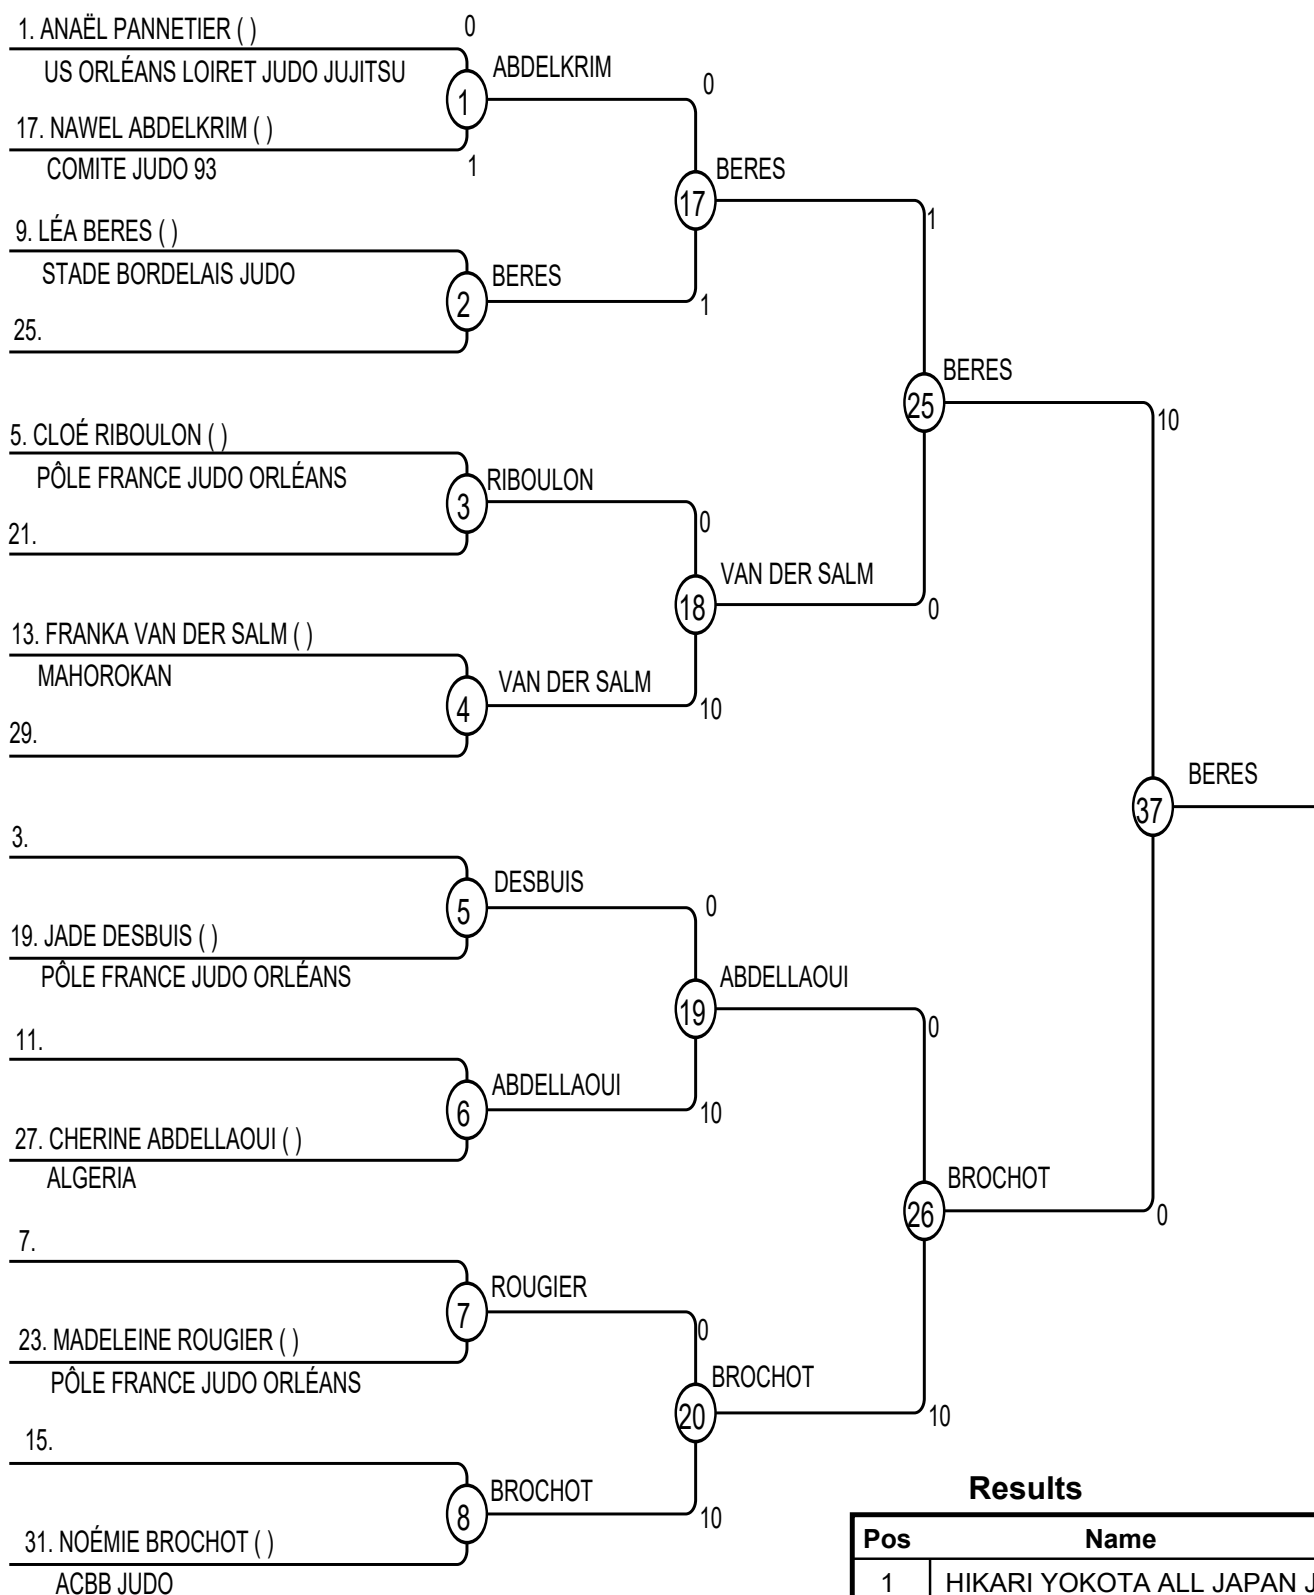 1. ANAËL PANNETIER ( )
0
US ORLÉANS LOIRET JUDO JUJITSU
1
ABDELKRIM
0
17. NAWEL ABDELKRIM ( )
COMITE JUDO 93
1
17
BERES
1
9. LÉA BERES ( )
STADE BORDELAIS JUDO
2
BERES
1
25.
25
BERES
10
5. CLOÉ RIBOULON ( )
PÔLE FRANCE JUDO ORLÉANS
3
RIBOULON
0
21.
18
VAN DER SALM
0
13. FRANKA VAN DER SALM ( )
MAHOROKAN
4
VAN DER SALM
10
29.
37
BERES
3.
5
DESBUIS
0
19. JADE DESBUIS ( )
PÔLE FRANCE JUDO ORLÉANS
19
ABDELLAOUI
0
11.
6
ABDELLAOUI
10
27. CHERINE ABDELLAOUI ( )
ALGERIA
26
BROCHOT
0
7.
7
ROUGIER
0
23. MADELEINE ROUGIER ( )
PÔLE FRANCE JUDO ORLÉANS
20
BROCHOT
10
15.
8
BROCHOT
10
31. NOÉMIE BROCHOT ( )
ACBB JUDO
Results
Pos Name
1 HIKARI YOKOTA ALL JAPAN J